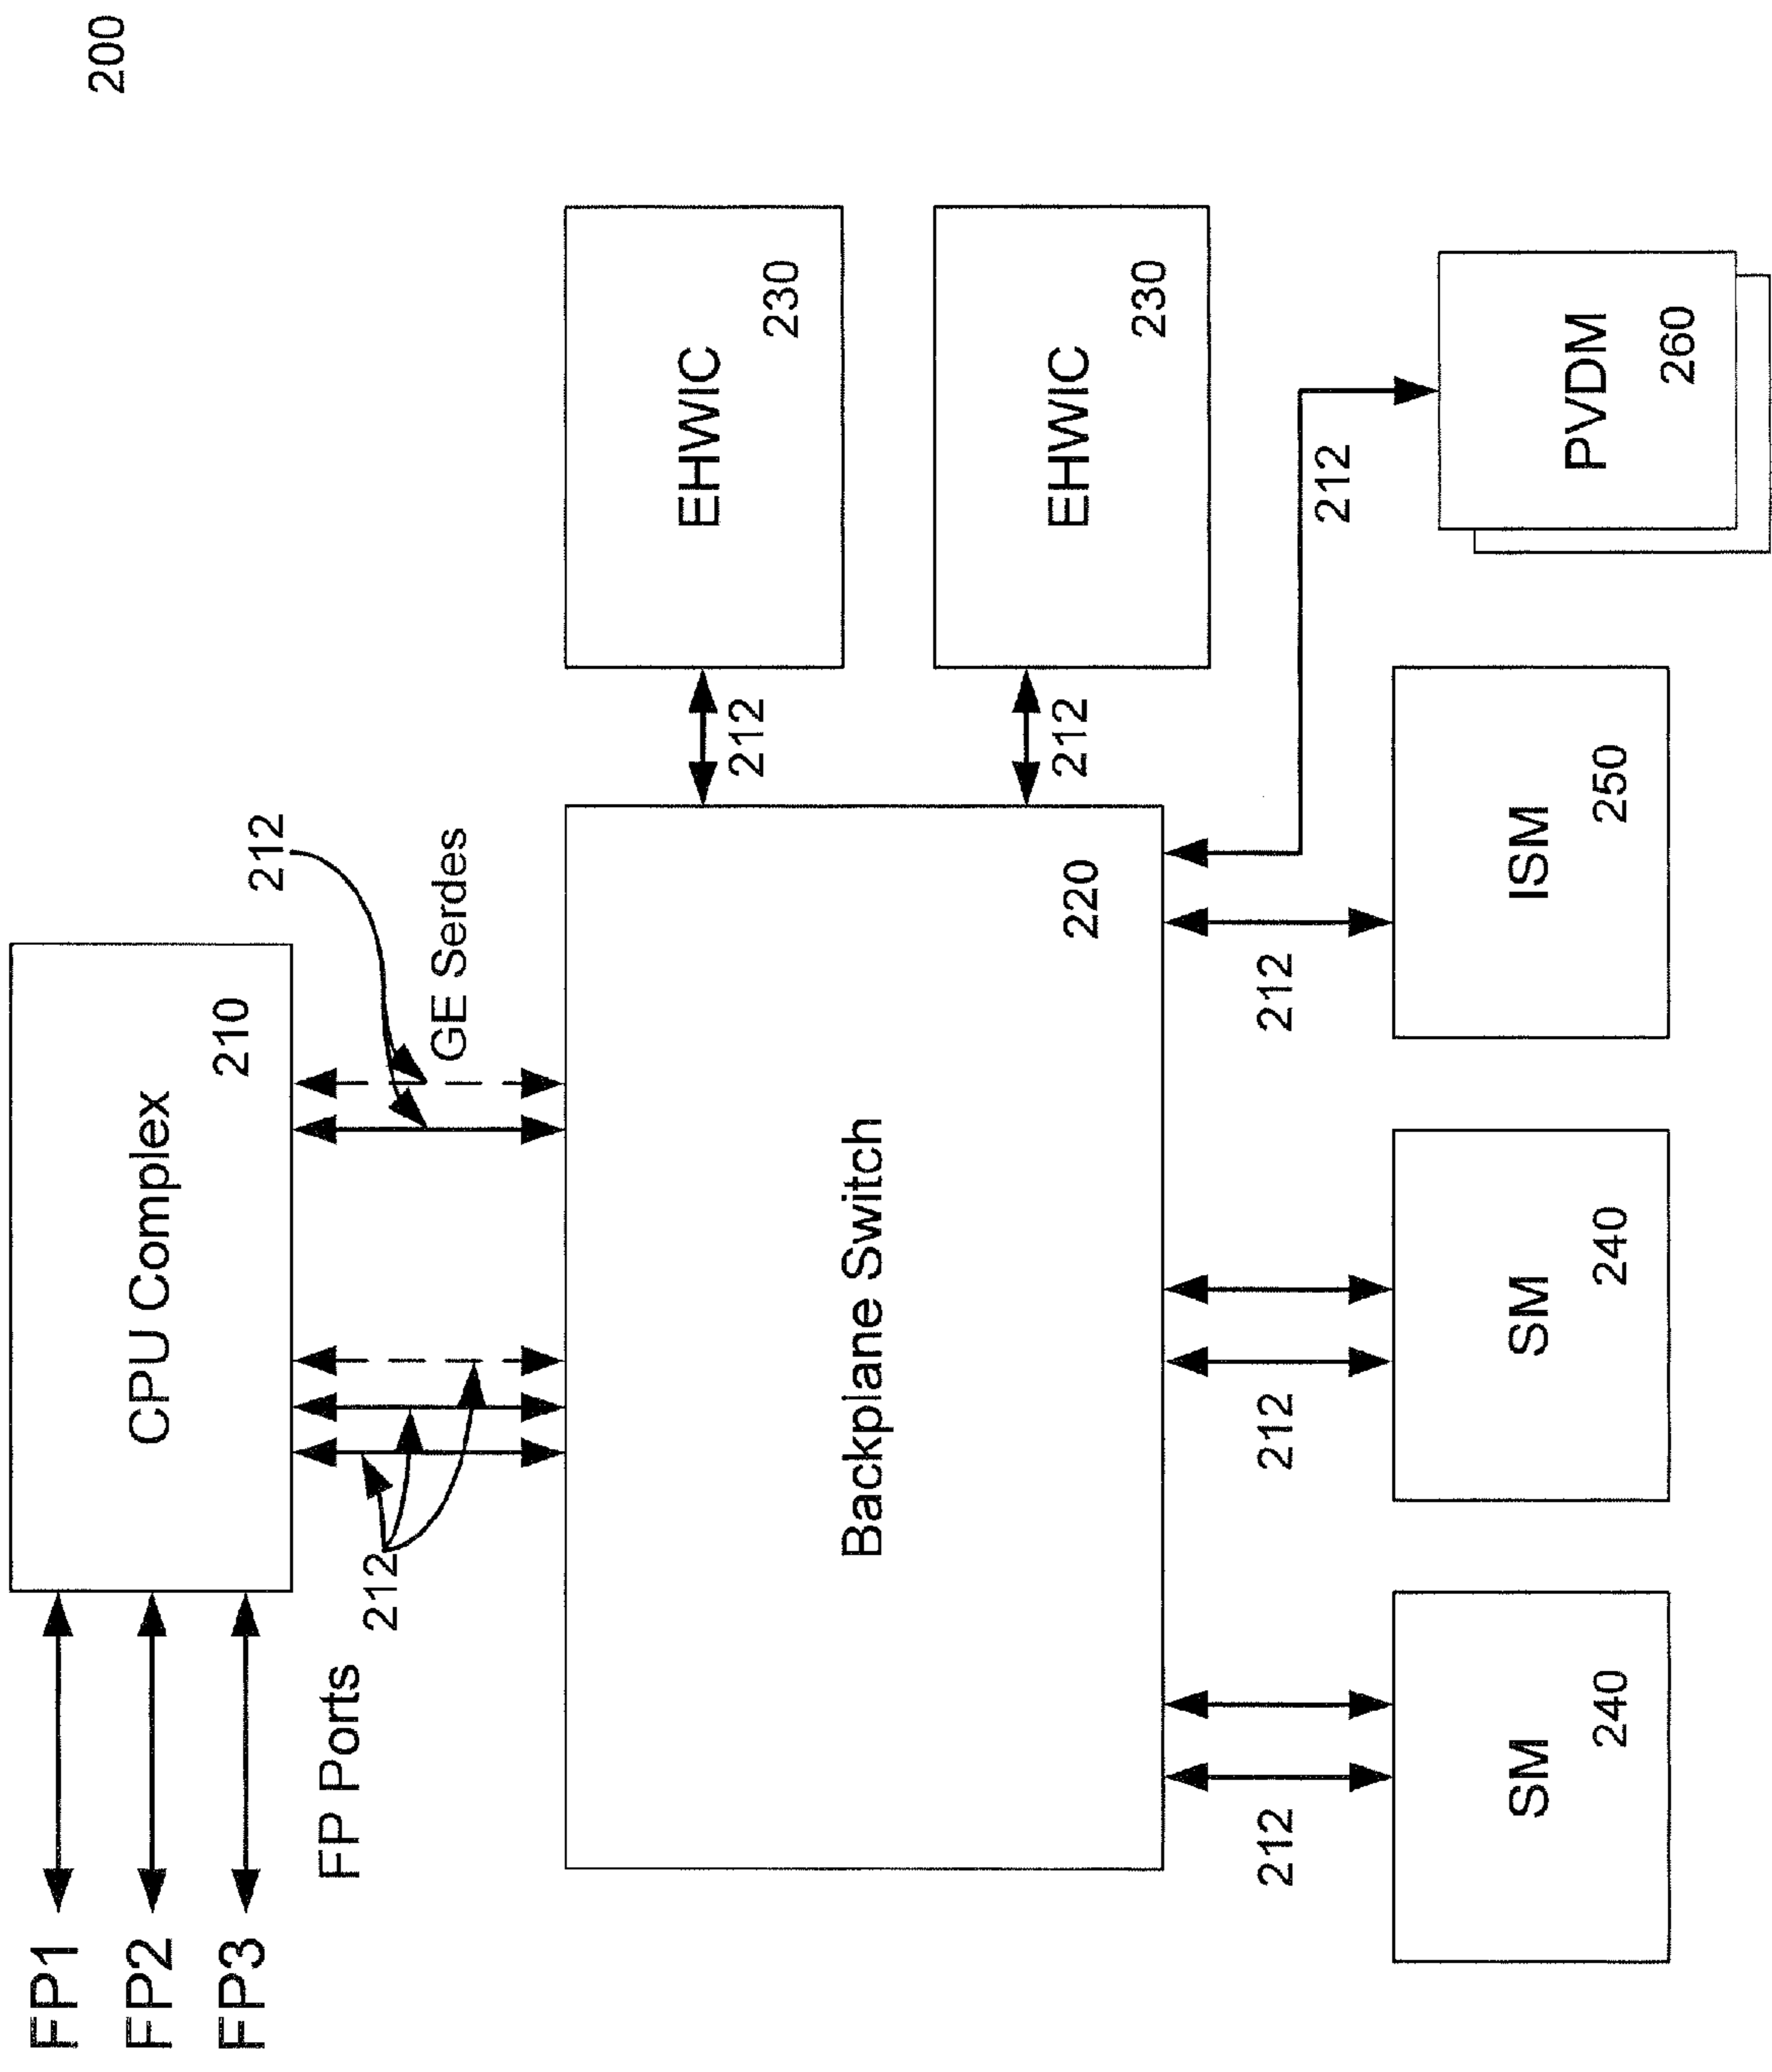 200
FP1
FP2
FP3
CPU Complex
210
FP Ports
212
212
GE Serdes
Backplane Switch
220
212
EHWIC
230
212
EHWIC
230
212
212
212
212
SM
240
SM
240
ISM
250
PVDM
260